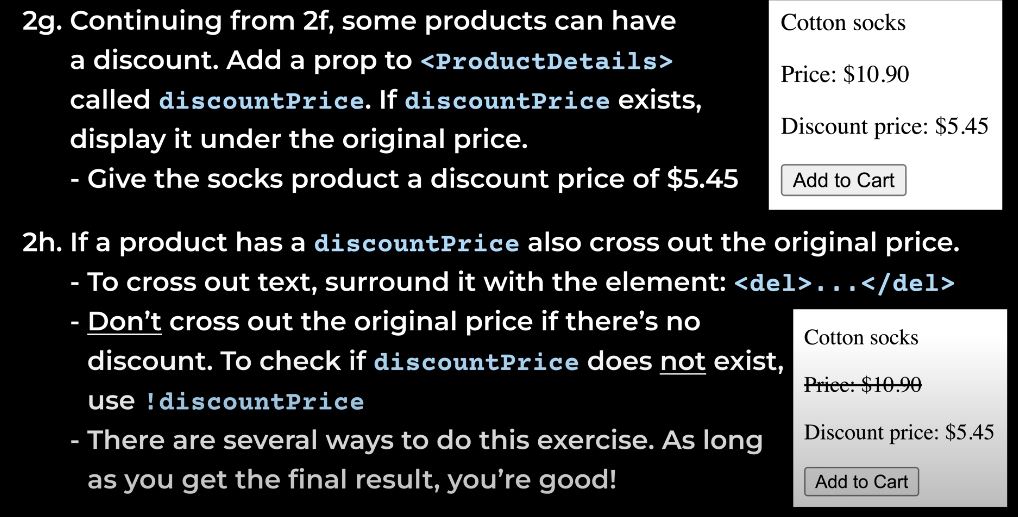 2g. Continuing from 2f, some products can have
a discount. Add a prop to <ProductDetails>
called discountPrice. If discountPrice exists,
display it under the original price.
- Give the socks product a discount price of $5.45
Cotton socks
Price: $10.90
Discount price: $5.45
Add to Cart
2h. If a product has a discountPrice also cross out the original price.
- To cross out text, surround it with the element: <del>...</del>
- Don't cross out the original price if there's no
discount. To check if discountPrice does not exist,
use !discountPrice
- There are several ways to do this exercise. As long
as you get the final result, you're good!
Cotton socks
Price: $10.90
Discount price: $5.45
Add to Cart